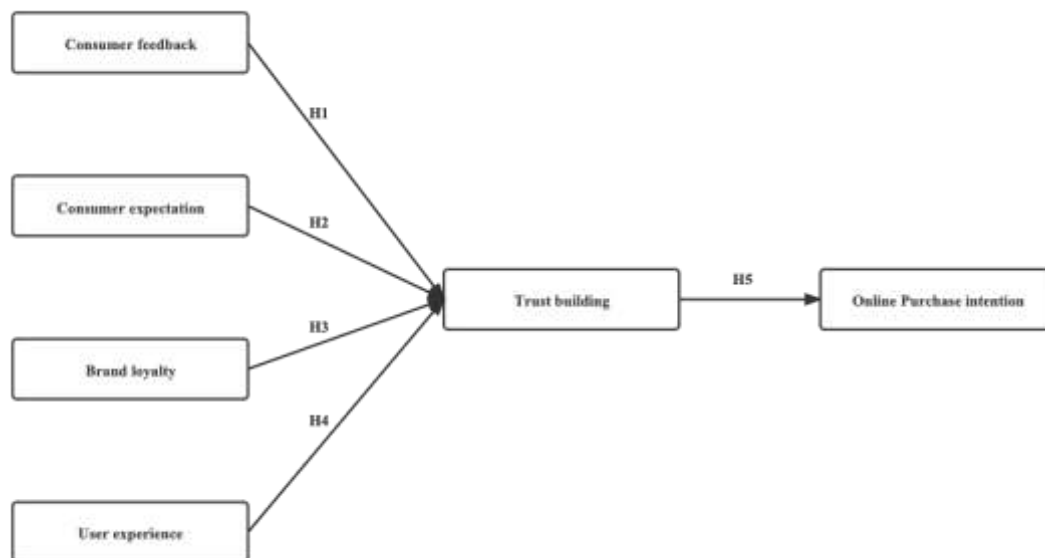 Consumer feedback
H1
Consumer expectation
H2
Trust building
H5
Online Purchase intention
H3
Brand loyalty
H4
User experience